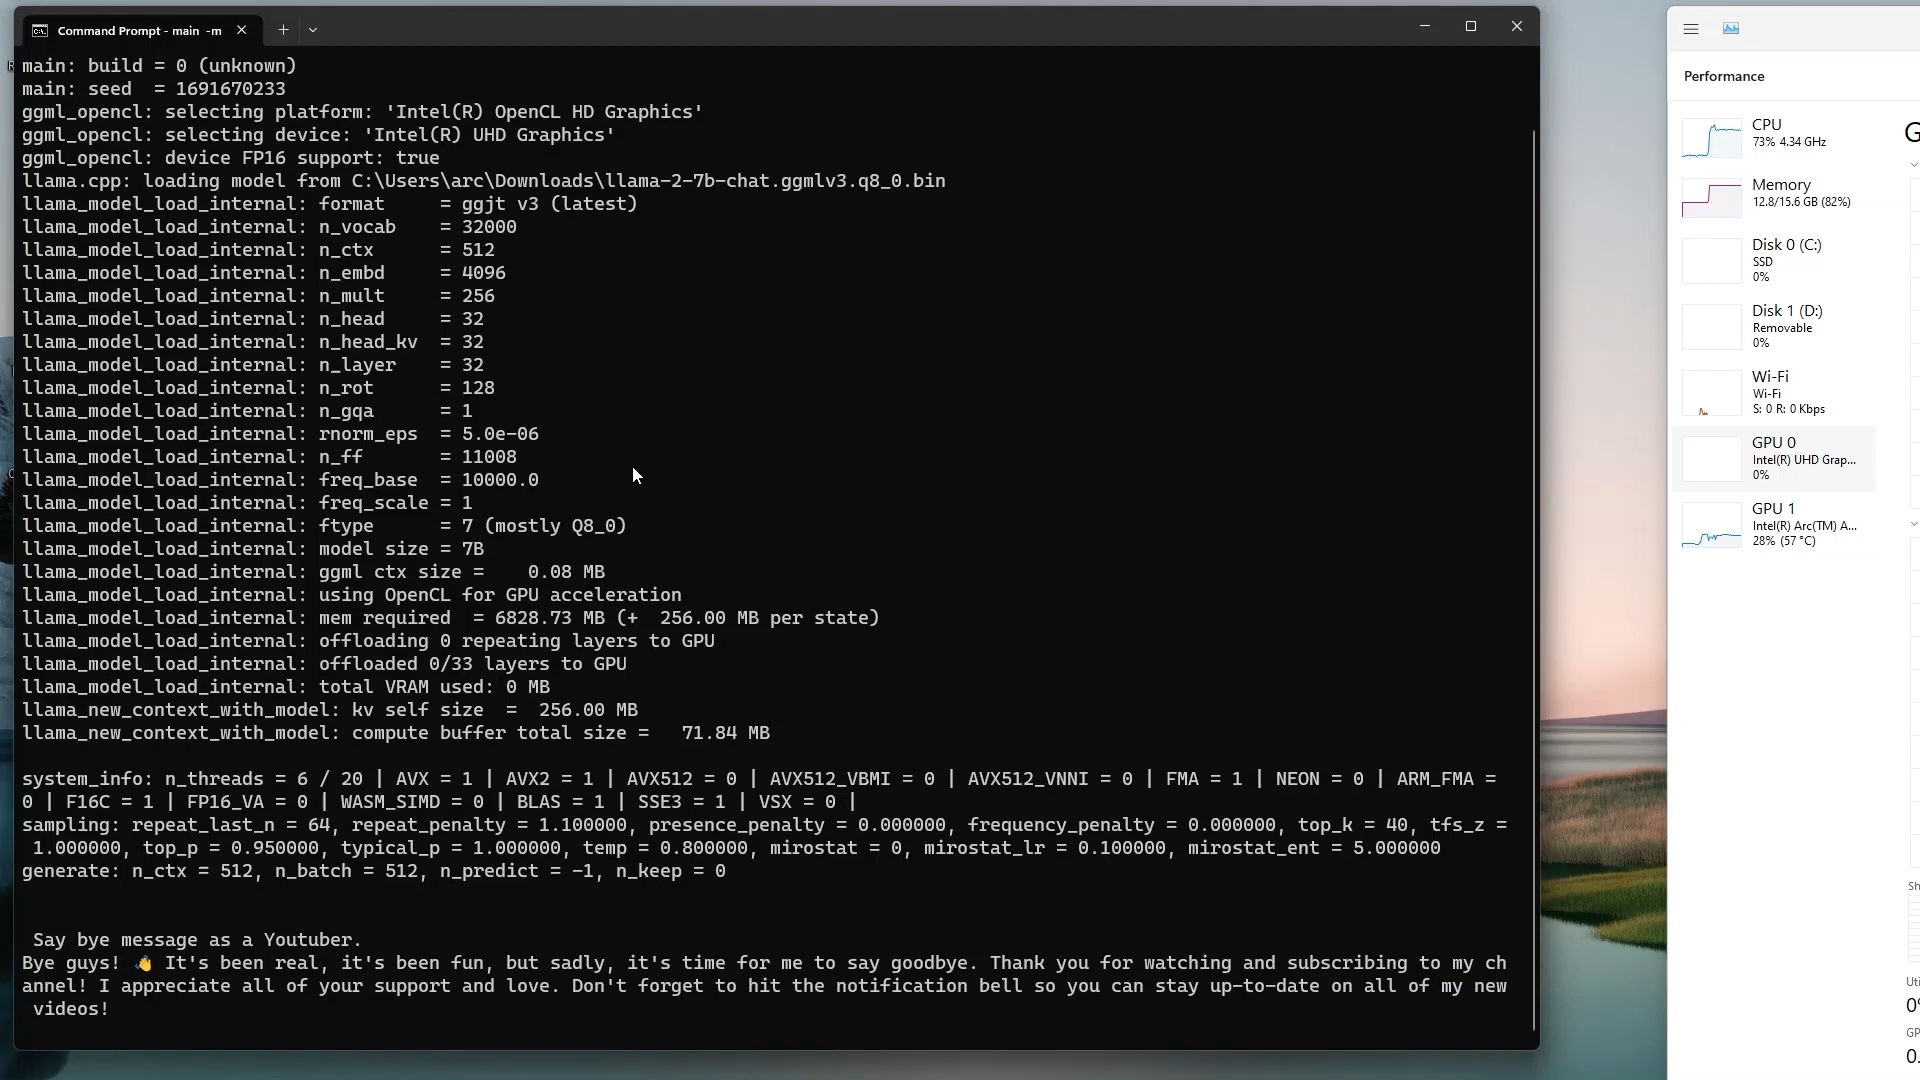 Command Prompt - main -m
main: build = 0 (unknown)
main: seed  = 1691670233
ggml_opencl: selecting platform: 'Intel(R) OpenCL HD Graphics'
ggml_opencl: selecting device: 'Intel(R) UHD Graphics'
ggml_opencl: device FP16 support: true
llama.cpp: loading model from C:\Users\arc\Downloads\llama-2-7b-chat.ggmlv3.q8_0.bin
llama_model_load_internal: format     = ggjt v3 (latest)
llama_model_load_internal: n_vocab    = 32000
llama_model_load_internal: n_ctx      = 512
llama_model_load_internal: n_embd     = 4096
llama_model_load_internal: n_mult     = 256
llama_model_load_internal: n_head     = 32
llama_model_load_internal: n_head_kv  = 32
llama_model_load_internal: n_layer    = 32
llama_model_load_internal: n_rot      = 128
llama_model_load_internal: n_gqa      = 1
llama_model_load_internal: rnorm_eps  = 5.0e-06
llama_model_load_internal: n_ff       = 11008
llama_model_load_internal: freq_base  = 10000.0
llama_model_load_internal: freq_scale = 1
llama_model_load_internal: ftype      = 7 (mostly Q8_0)
llama_model_load_internal: model size = 7B
llama_model_load_internal: ggml ctx size =    0.08 MB
llama_model_load_internal: using OpenCL for GPU acceleration
llama_model_load_internal: mem required  = 6828.73 MB (+  256.00 MB per state)
llama_model_load_internal: offloading 0 repeating layers to GPU
llama_model_load_internal: offloaded 0/33 layers to GPU
llama_model_load_internal: total VRAM used: 0 MB
llama_new_context_with_model: kv self size  =  256.00 MB
llama_new_context_with_model: compute buffer total size =   71.84 MB
system_info: n_threads = 6 / 20 | AVX = 1 | AVX2 = 1 | AVX512 = 0 | AVX512_VBMI = 0 | AVX512_VNNI = 0 | FMA = 1 | NEON = 0 | ARM_FMA =
0 | F16C = 1 | FP16_VA = 0 | WASM_SIMD = 0 | BLAS = 1 | SSE3 = 1 | VSX = 0 |
sampling: repeat_last_n = 64, repeat_penalty = 1.100000, presence_penalty = 0.000000, frequency_penalty = 0.000000, top_k = 40, tfs_z =
1.000000, top_p = 0.950000, typical_p = 1.000000, temp = 0.800000, mirostat = 0, mirostat_lr = 0.100000, mirostat_ent = 5.000000
generate: n_ctx = 512, n_batch = 512, n_predict = -1, n_keep = 0
Say bye message as a Youtuber.
Bye guys! 👋 It's been real, it's been fun, but sadly, it's time for me to say goodbye. Thank you for watching and subscribing to my ch
annel! I appreciate all of your support and love. Don't forget to hit the notification bell so you can stay up-to-date on all of my new
videos!
Performance
CPU
73% 4.34 GHz
Memory
12.8/15.6 GB (82%)
Disk 0 (C:)
SSD
0%
Disk 1 (D:)
Removable
0%
Wi-Fi
Wi-Fi
S: 0 R: 0 Kbps
GPU 0
Intel(R) UHD Grap...
0%
GPU 1
Intel(R) Arc(TM) A...
28% (57 °C)